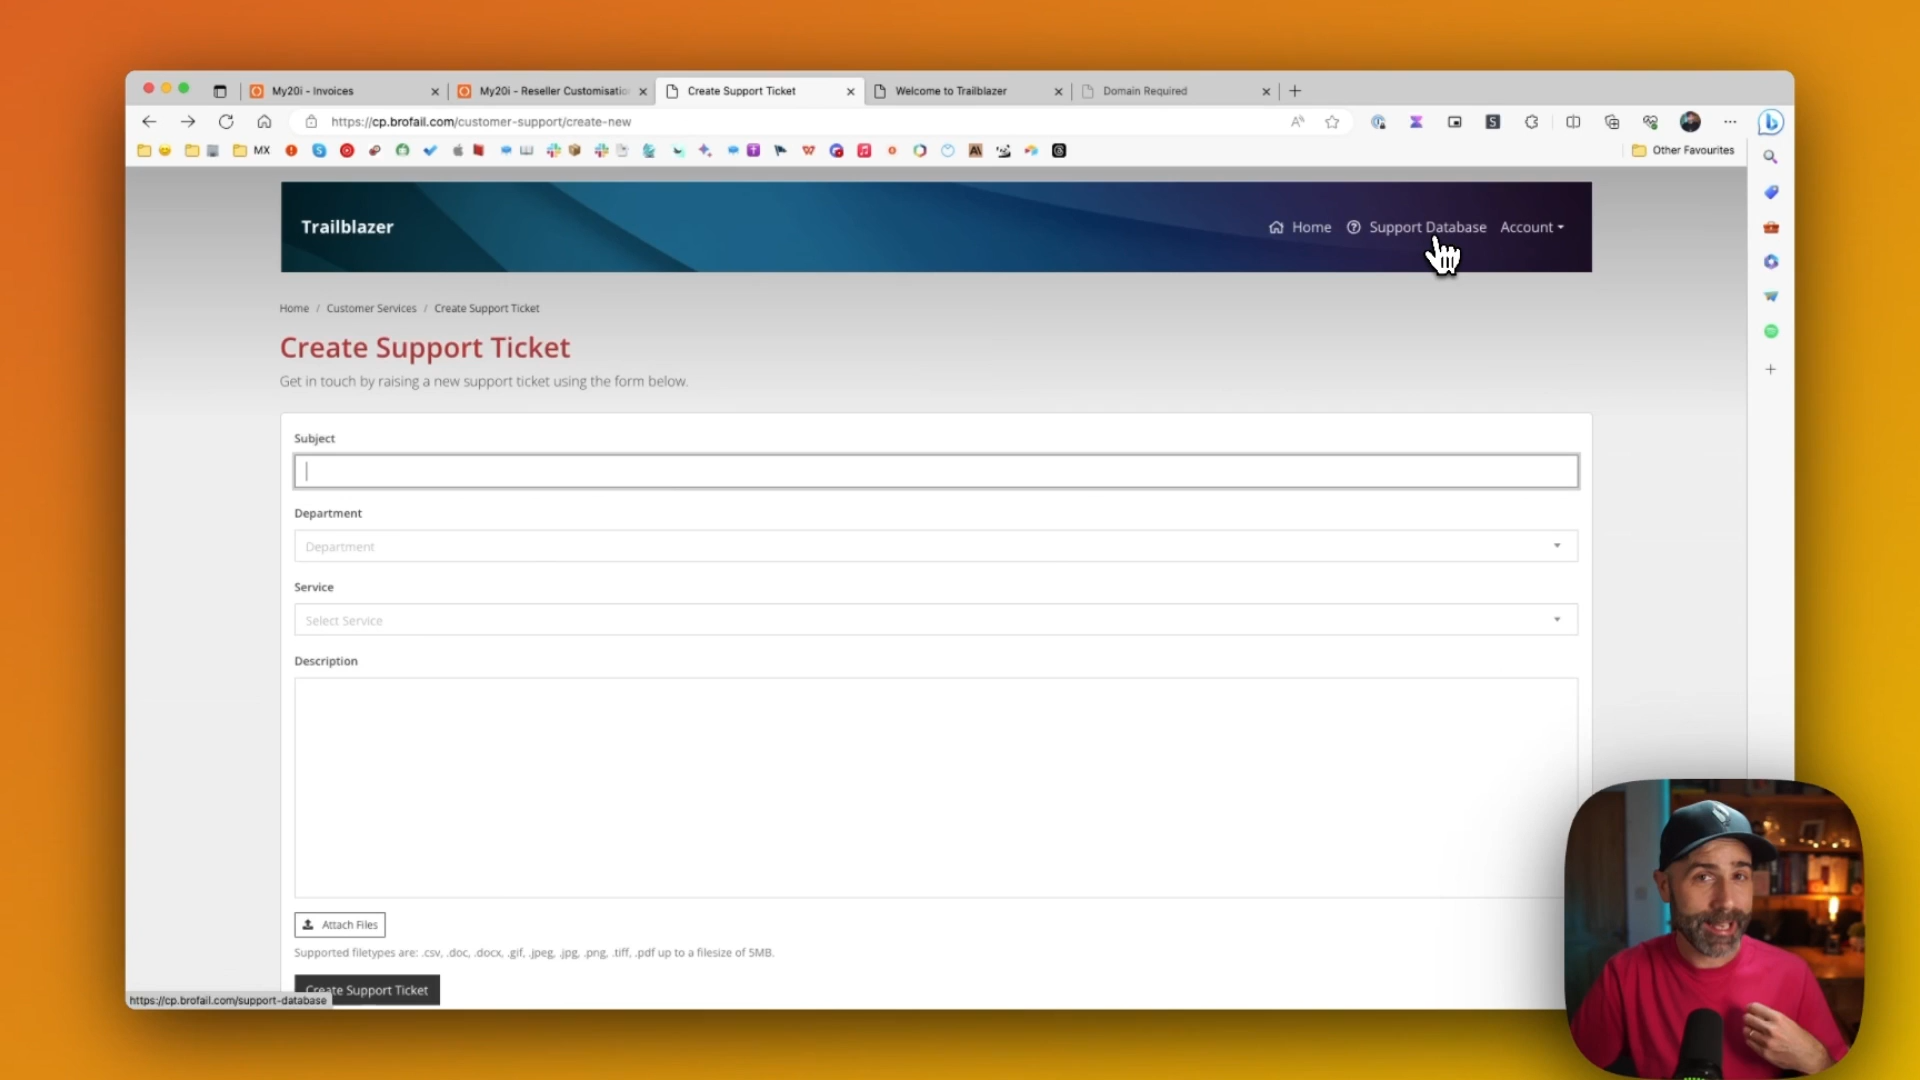 My20i - Invoices
My20i - Reseller Customisatio
Create Support Ticket
Welcome to Trailblazer
Domain Required
https://cp.brofail.com/customer-support/create-new
MX
Other Favourites
Trailblazer
Home
Support Database
Account
Home / Customer Services / Create Support Ticket
Create Support Ticket
Get in touch by raising a new support ticket using the form below.
Subject
Department
Department
Service
Select Service
Description
Attach Files
Supported filetypes are: .csv, .doc, .docx, .gif, .jpeg, .jpg, .png, .tiff, .pdf up to a filesize of 5MB.
Create Support Ticket
https://cp.brofail.com/support-database